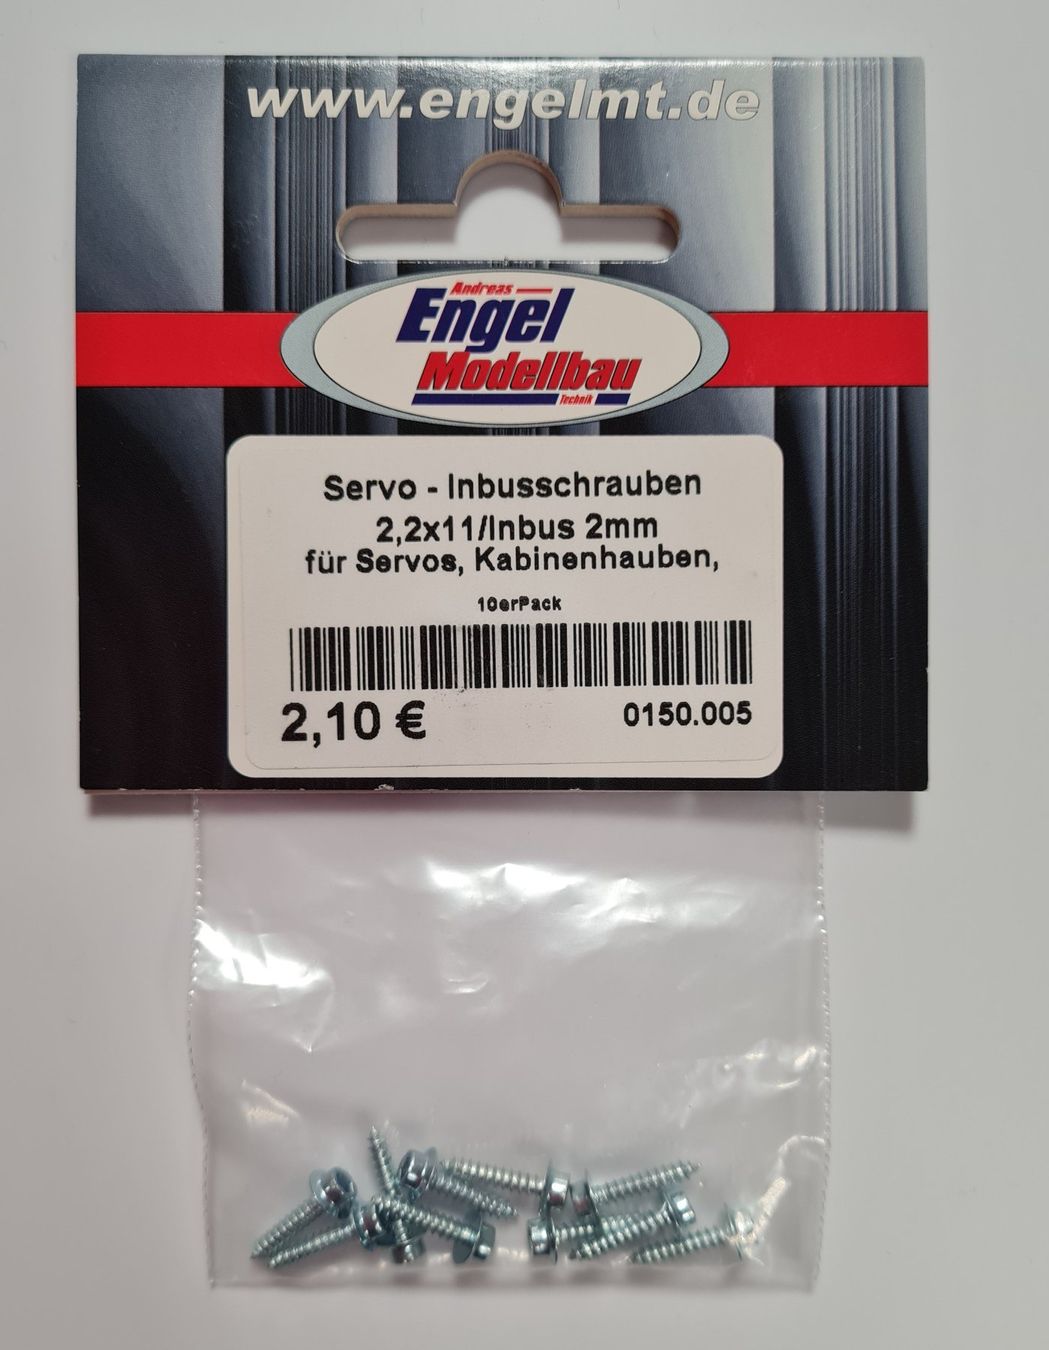 www.engelmt.de
Andreas
Engel
Modellbau
Technik
Servo - Inbusschrauben
2,2x11/Inbus 2mm
für Servos, Kabinenhauben,
10erPack
2,10 €
0150.005